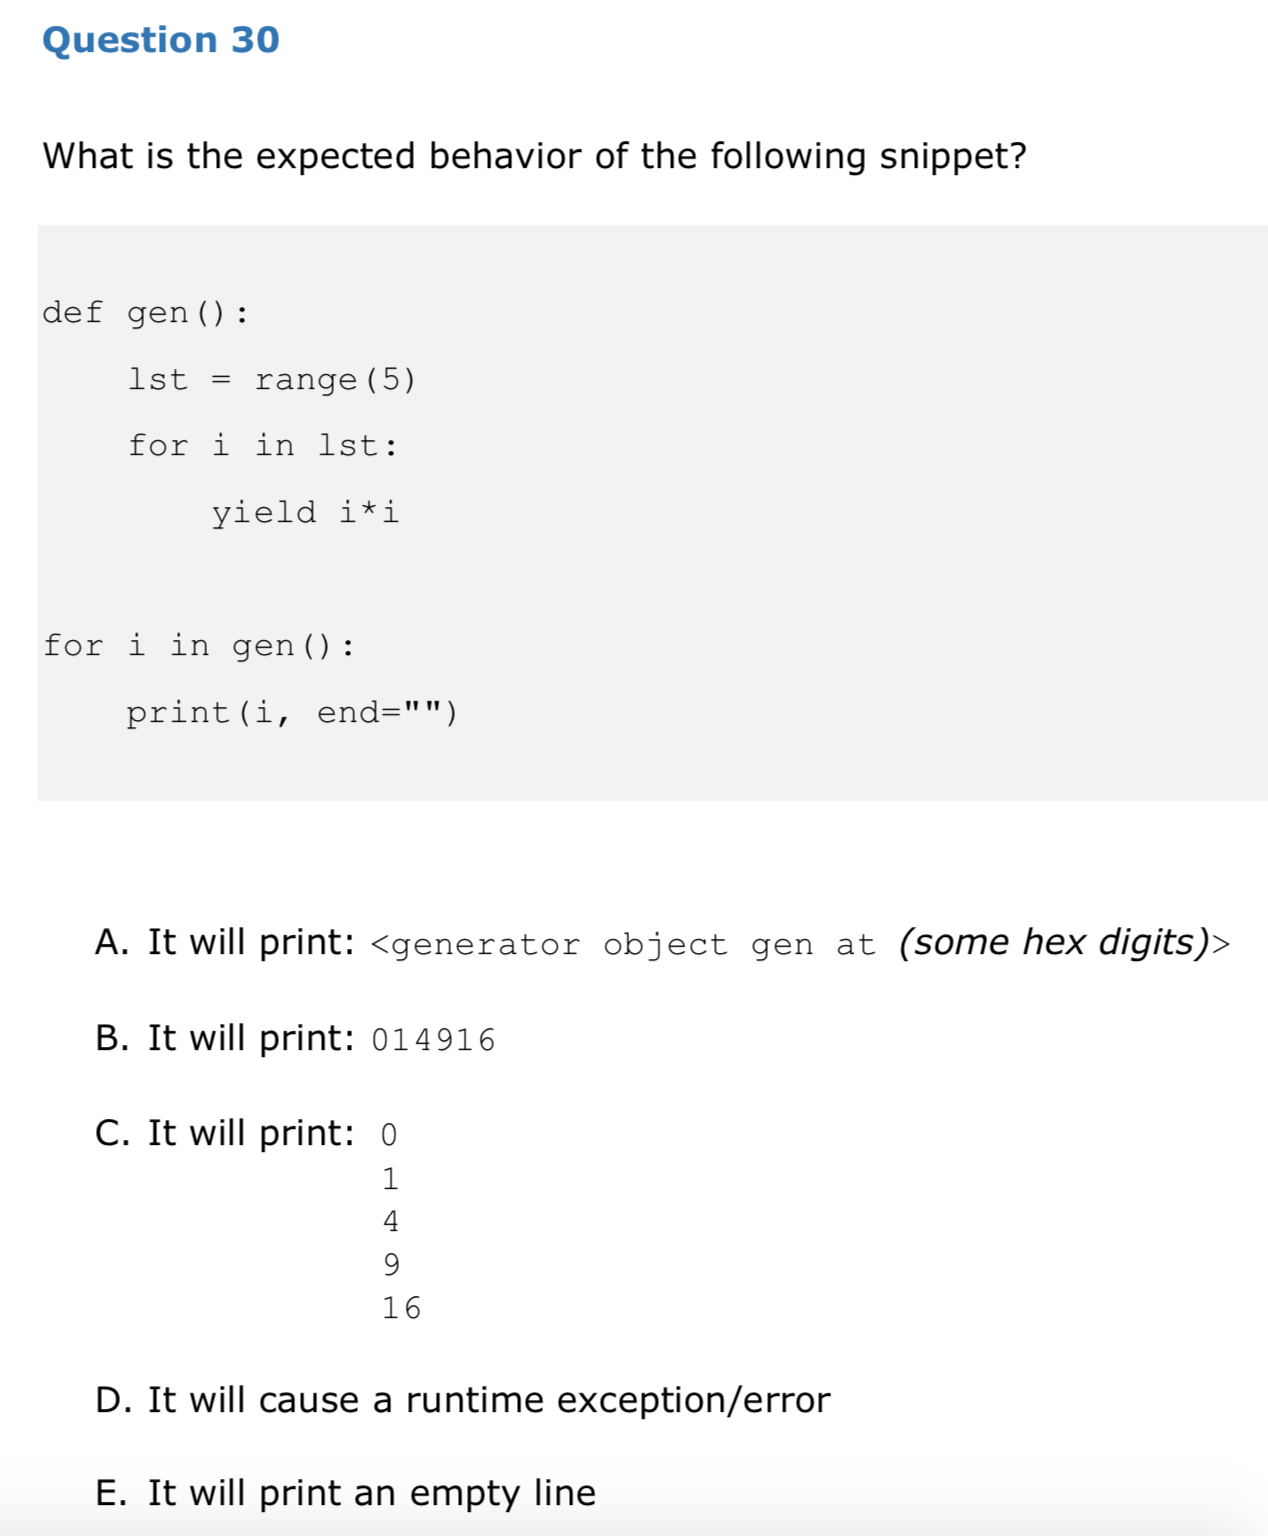 Question 30
What is the expected behavior of the following snippet?
def gen():
    lst = range(5)
    for i in lst:
        yield i*i
for i in gen():
    print(i, end="")
A. It will print: <generator object gen at (some hex digits)>
B. It will print: 014916
C. It will print: 0
1
4
9
16
D. It will cause a runtime exception/error
E. It will print an empty line